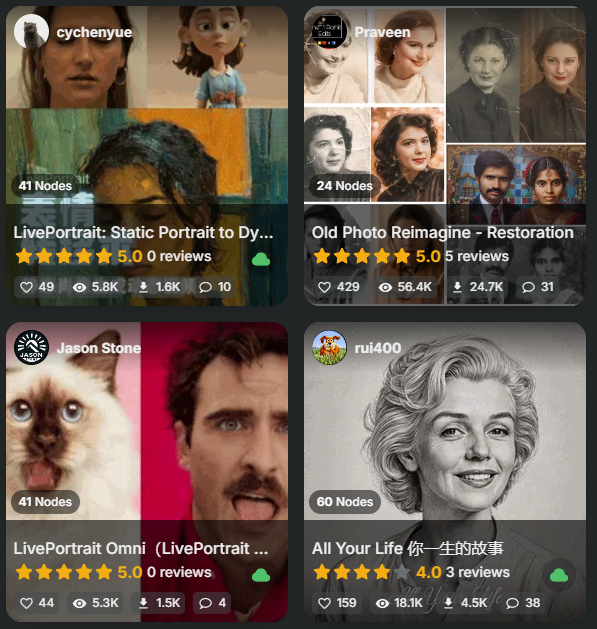 cychenyue
41 Nodes
LivePortrait: Static Portrait to Dy...
5.0 0 reviews
49 5.8K 1.6K 10
Praveen
24 Nodes
Old Photo Reimagine - Restoration
5.0 5 reviews
429 56.4K 24.7K 31
JASON
Jason Stone
41 Nodes
LivePortrait Omni（LivePortrait ...
5.0 0 reviews
44 5.3K 1.5K 4
rui400
60 Nodes
All Your Life 你一生的故事
4.0 3 reviews
159 18.1K 4.5K 38